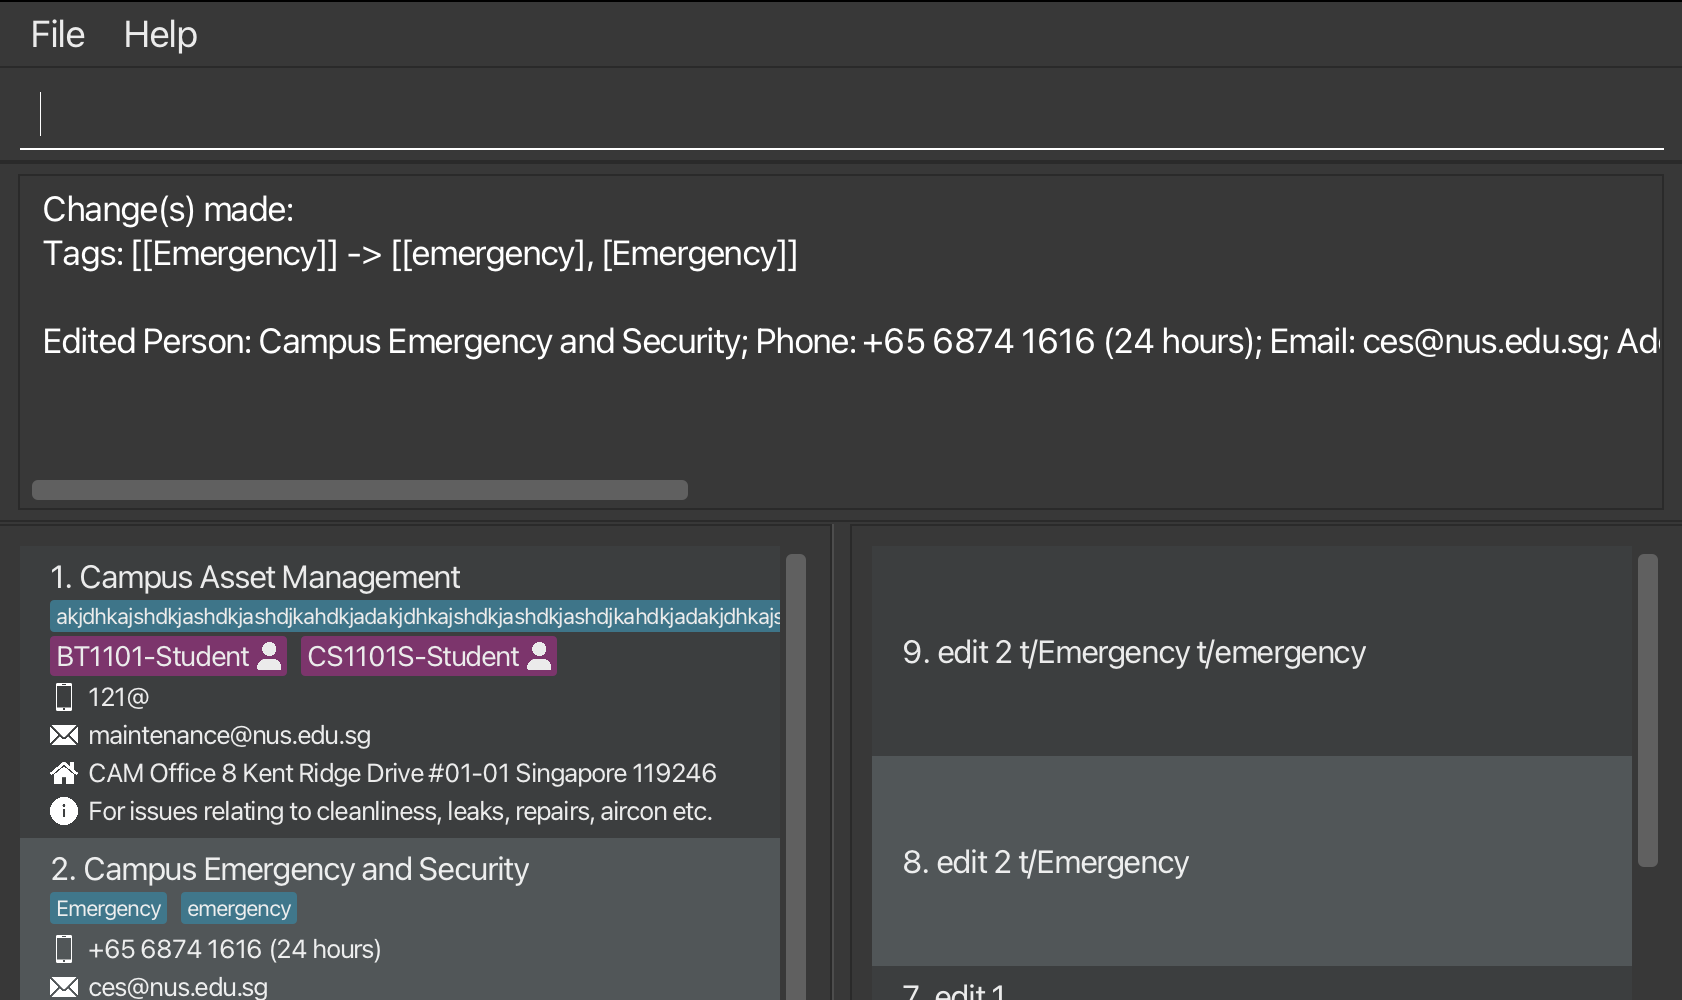 File Help
Change(s) made:
Tags: [[Emergency]] -> [[emergency], [Emergency]]
Edited Person: Campus Emergency and Security; Phone: +65 6874 1616 (24 hours); Email: ces@nus.edu.sg;
1. Campus Asset Management
BT1101-Student CS1101S-Student
121@
maintenance@nus.edu.sg
CAM Office 8 Kent Ridge Drive #01-01 Singapore 119246
For issues relating to cleanliness, leaks, repairs, aircon etc.
2. Campus Emergency and Security
Emergency emergency
+65 6874 1616 (24 hours)
ces@nus.edu.sg
9. edit 2 t/Emergency t/emergency
8. edit 2 t/Emergency
7. edit 1